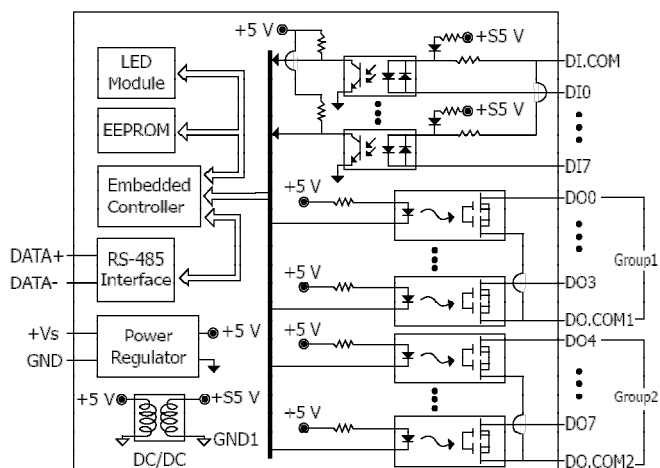 +5 V
+S5 V
LED
Module
DI.COM
DI0
EEPROM
+S5 V
Embedded
Controller
DI7
+5 V
DO0
DATA+
DATA-
RS-485
Interface
Group1
+5 V
DO3
DO.COM1
+Vs
GND
Power
Regulator
+5 V
+5 V
DO4
+5 V
+S5 V
GND1
DC/DC
Group2
+5 V
DO7
DO.COM2